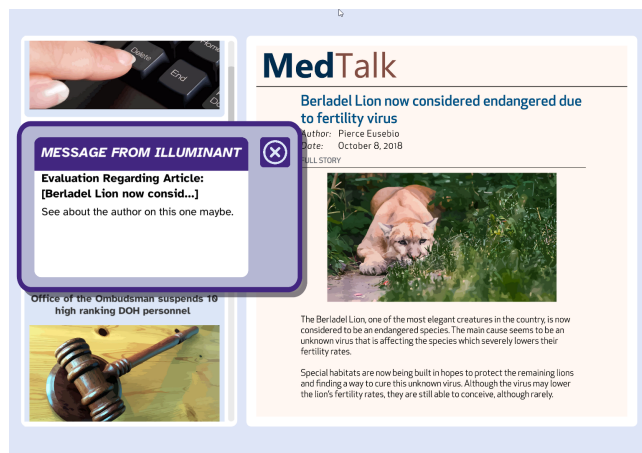 Delete
End
Home
MESSAGE FROM ILLUMINANT
Evaluation Regarding Article:
[Berladel Lion now consid...]
See about the author on this one maybe.
Office of the Ombudsman suspends 10
high ranking DOH personnel
MedTalk
Berladel Lion now considered endangered due
to fertility virus
Author: Pierce Eusebio
Date: October 8, 2018
FULL STORY
The Berladel Lion, one of the most elegant creatures in the country, is now
considered to be an endangered species. The main cause seems to be an
unknown virus that is affecting the species which severely lowers their
fertility rates.
Special habitats are now being built in hopes to protect the remaining lions
and finding a way to cure this unknown virus. Although the virus may lower
the lion's fertility rates, they are still able to conceive, although rarely.